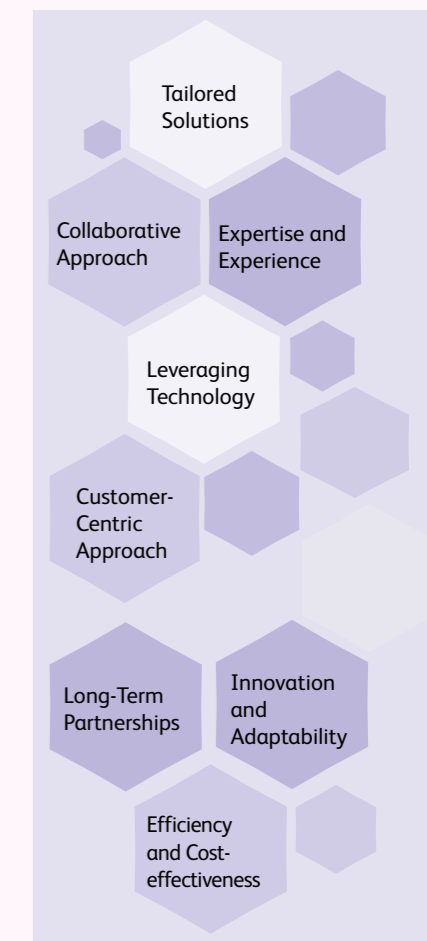 Tailored
Solutions
Collaborative
Approach
Expertise and
Experience
Leveraging
Technology
Customer-
Centric
Approach
Long-Term
Partnerships
Innovation
and
Adaptability
Efficiency
and Cost-
effectiveness